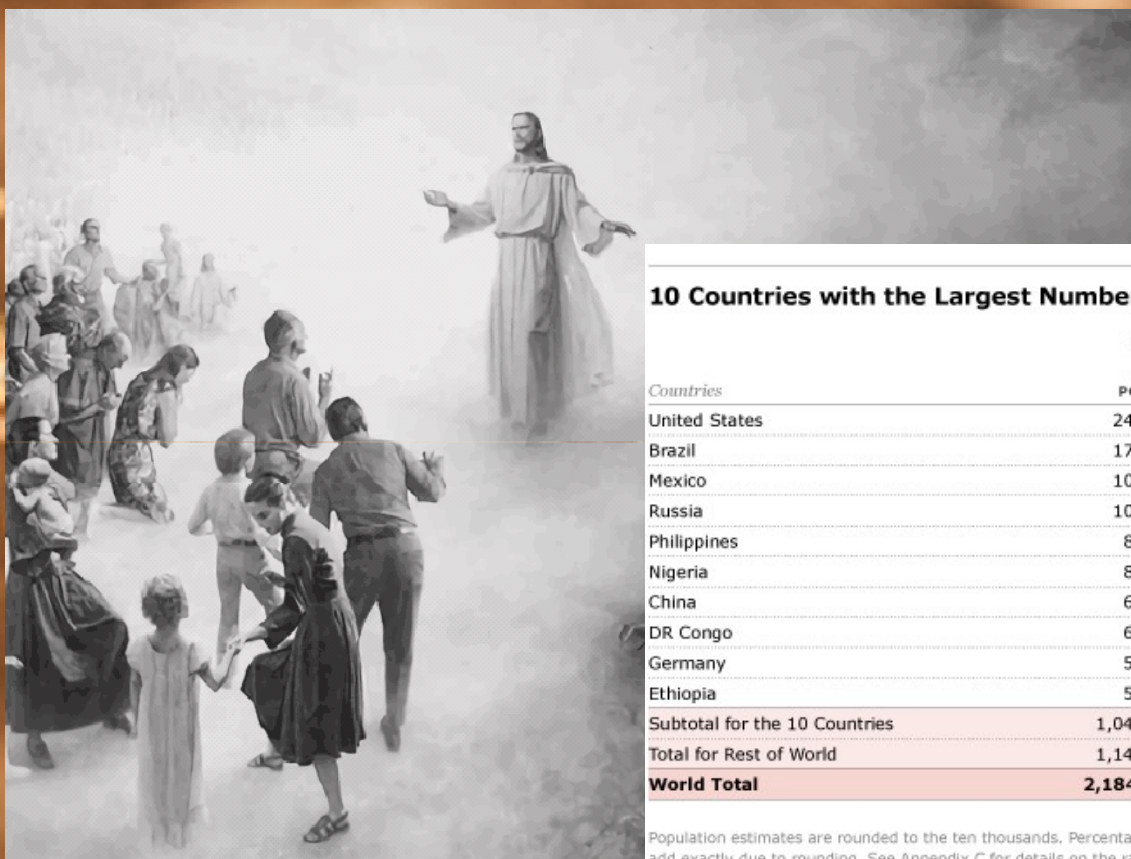 10 Countries with the Largest
Countries
United States 24
Brazil 17
Mexico 10
Russia 10
Philippines 8
Nigeria 8
China 6
DR Congo 6
Germany 5
Ethiopia 5
Subtotal for the 10 Countries 1,04
Total for Rest of World 1,14
World Total 2,184
Population estimates are rounded to the ten thousands.
add exactly due to rounding. See Appendix C for details on the